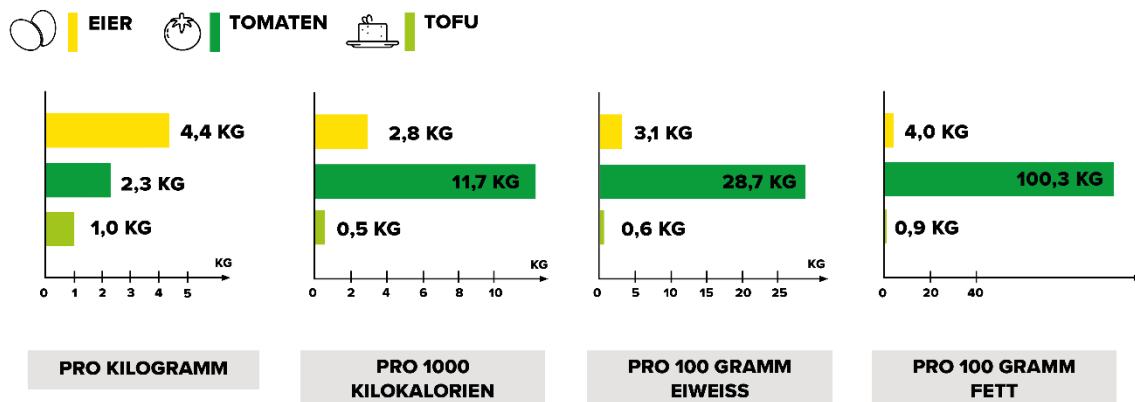 EIER TOMATEN TOFU
4,4 KG
2,3 KG
1,0 KG
KG
0 1 2 3 4 5
PRO KILOGRAMM
2,8 KG
11,7 KG
0,5 KG
KG
0 2 4 6 8 10
PRO 1000
KILOKALORIEN
3,1 KG
28,7 KG
0,6 KG
KG
0 5 10 15 20 25
PRO 100 GRAMM
EIWEISS
4,0 KG
100,3 KG
0,9 KG
0 20 40
PRO 100 GRAMM
FETT